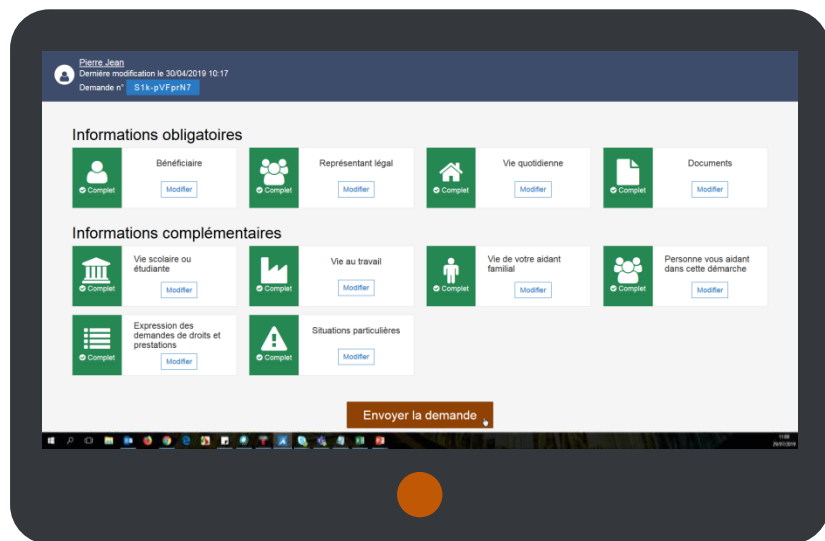 Pierre Jean
Dernière modification le 30/04/2019 10:17
Demande n° S1k-pVFprN7
Informations obligatoires
Bénéficiaire
Complet
Modifier
Représentant légal
Complet
Modifier
Vie quotidienne
Complet
Modifier
Documents
Complet
Modifier
Informations complémentaires
Vie scolaire ou
étudiante
Complet
Modifier
Vie au travail
Complet
Modifier
Vie de votre aidant
familial
Complet
Modifier
Personne vous aidant
dans cette démarche
Complet
Modifier
Expression des
demandes de droits et
prestations
Complet
Modifier
Situations particulières
Complet
Modifier
Envoyer la demande